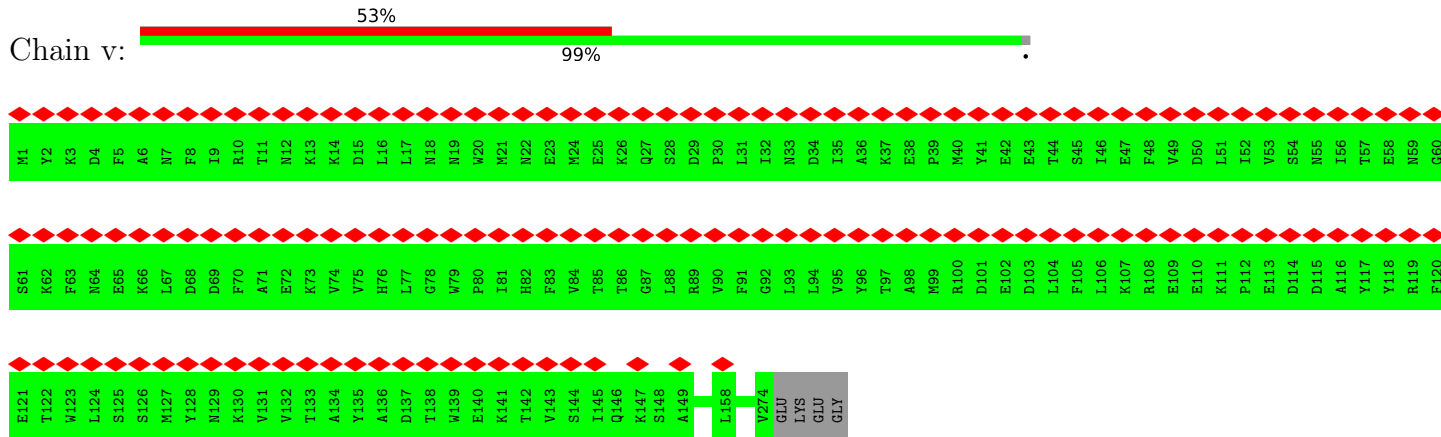 53%
Chain v:
99%
.
M1 Y2 K3 D4 F5 A6 N7 F8 I9 R10 T11 N12 K13 K14 D15 L16 L17 N18 N19 W20 M21 N22 E23 M24 E25 K26 Q27 S28 D29 P30 L31 I32 N33 D34 I35 A36 K37 E38 P39 M40 Y41 E42 E43 T44 S45 I46 E47 F48 V49 D50 L51 I52 V53 S54 N55 I56 T57 E58 N59 G60
S61 K62 F63 N64 E65 K66 L67 D68 D69 F70 A71 E72 K73 V74 V75 H76 L77 G78 W79 P80 I81 H82 F83 V84 T85 T86 G87 L88 R89 V90 F91 G92 L93 L94 V95 Y96 T97 A98 M99 R100 D101 E102 D103 L104 F105 L106 K107 R108 E109 E110 K111 P112 E113 D114 D115 A116 Y117 Y118 R119 F120
E121 T122 W123 L124 S125 S126 M127 Y128 N129 K130 V131 V132 T133 A134 Y135 A136 D137 T138 W139 E140 K141 T142 V143 S144 I145 Q146 K147 S148 A149 L158 V274 GLU LYS GLU GLY